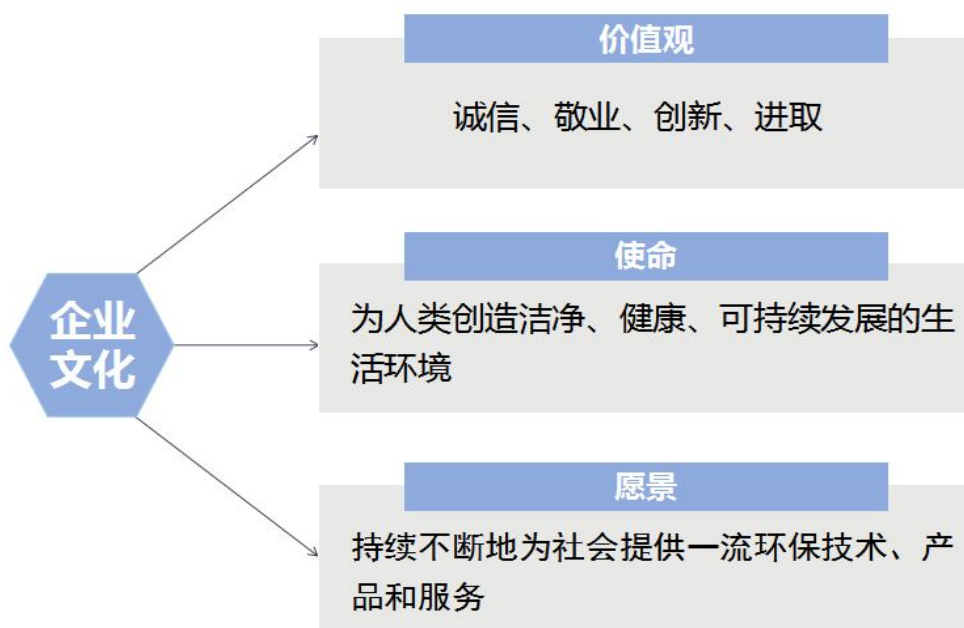 价值观
诚信、敬业、创新、进取
使命
为人类创造洁净、健康、可持续发展的生
活环境
企业
文化
愿景
持续不断地为社会提供一流环保技术、产
品和服务